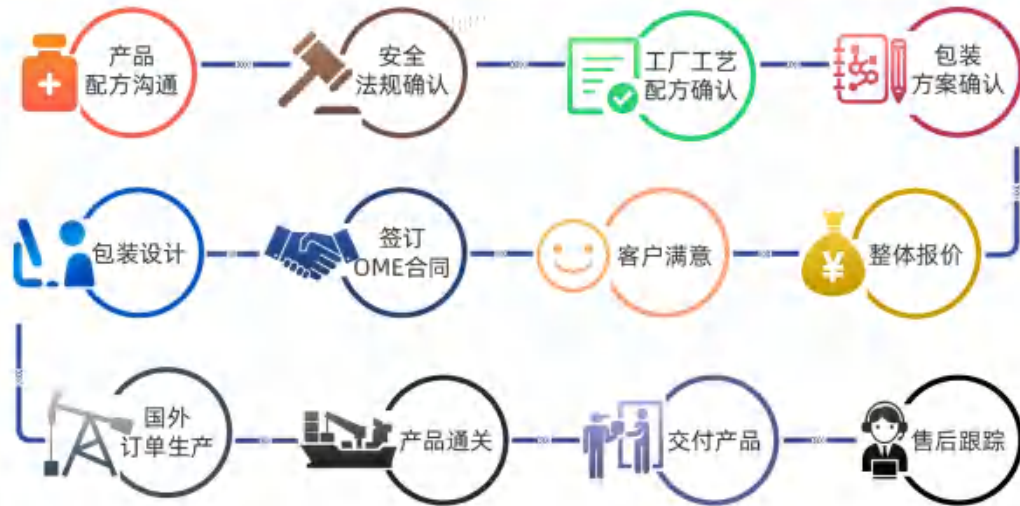 产品
配方沟通
安全
法规确认
工厂工艺
配方确认
包装
方案确认
包装设计
签订
OME合同
客户满意
¥
整体报价
国外
订单生产
产品通关
交付产品
售后跟踪